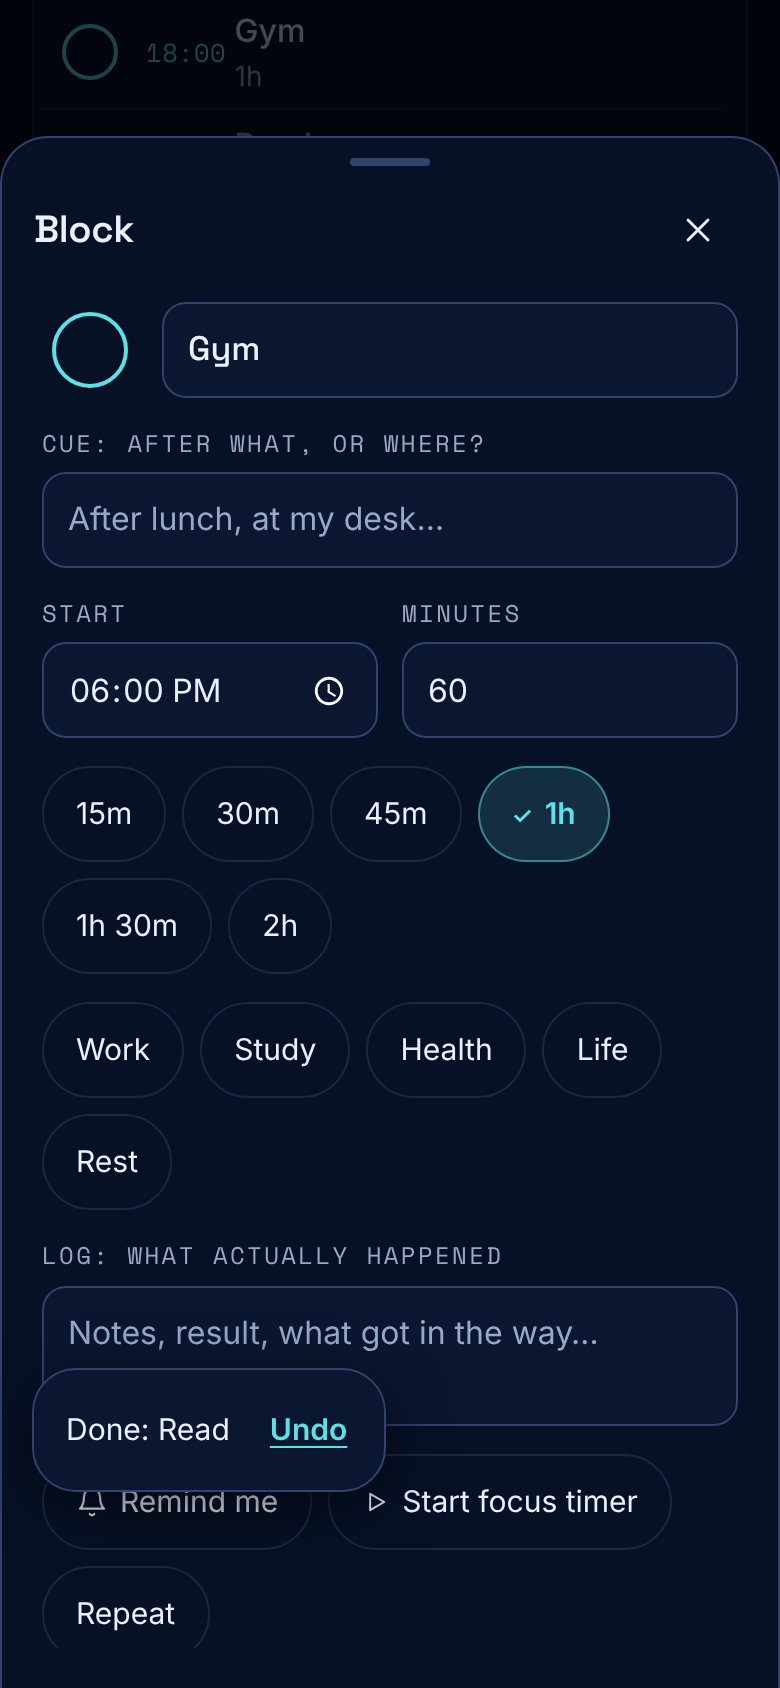 18:00 Gym
1h
Block
Gym
CUE: AFTER WHAT, OR WHERE?
After lunch, at my desk...
START MINUTES
06:00 PM 60
15m 30m 45m 1h
1h 30m 2h
Work Study Health Life
Rest
LOG: WHAT ACTUALLY HAPPENED
Notes, result, what got in the way...
Done: Read Undo
Remind me Start focus timer
Repeat